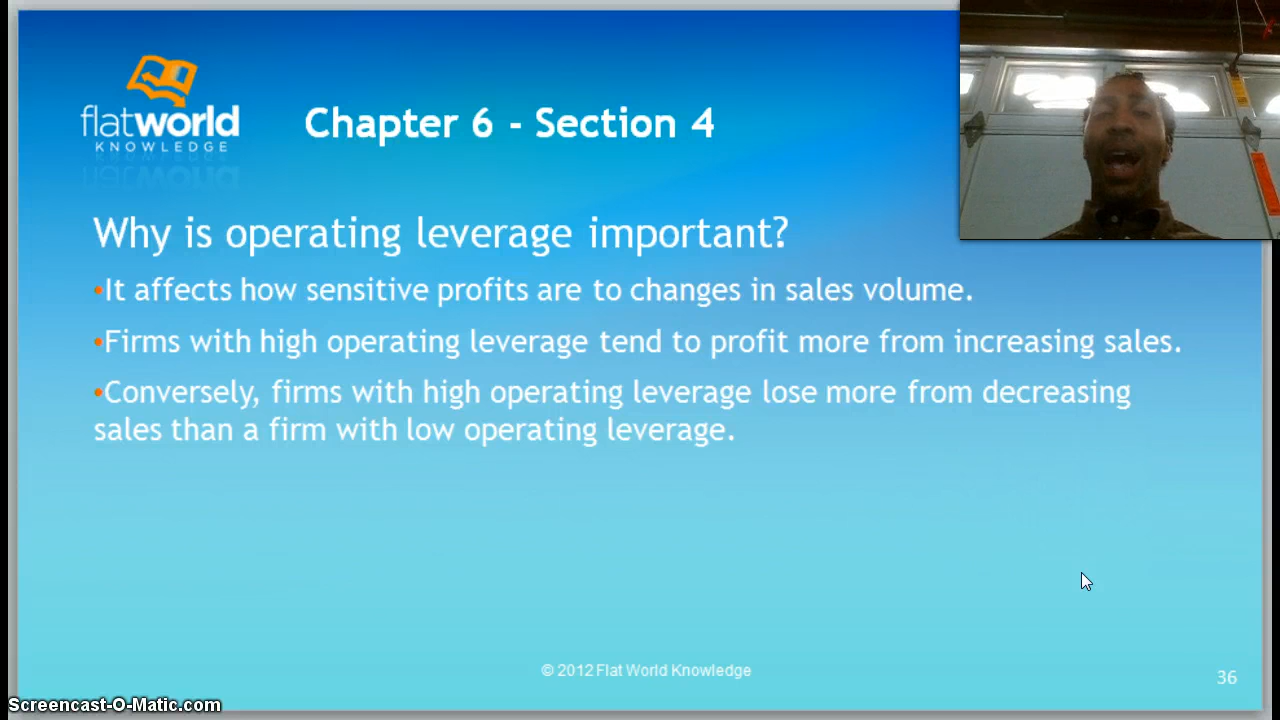 flatworld
KNOWLEDGE
Chapter 6 - Section 4
Why is operating leverage important?
•It affects how sensitive profits are to changes in sales volume.
•Firms with high operating leverage tend to profit more from increasing sales.
•Conversely, firms with high operating leverage lose more from decreasing
sales than a firm with low operating leverage.
© 2012 Flat World Knowledge
36
Screencast-O-Matic.com